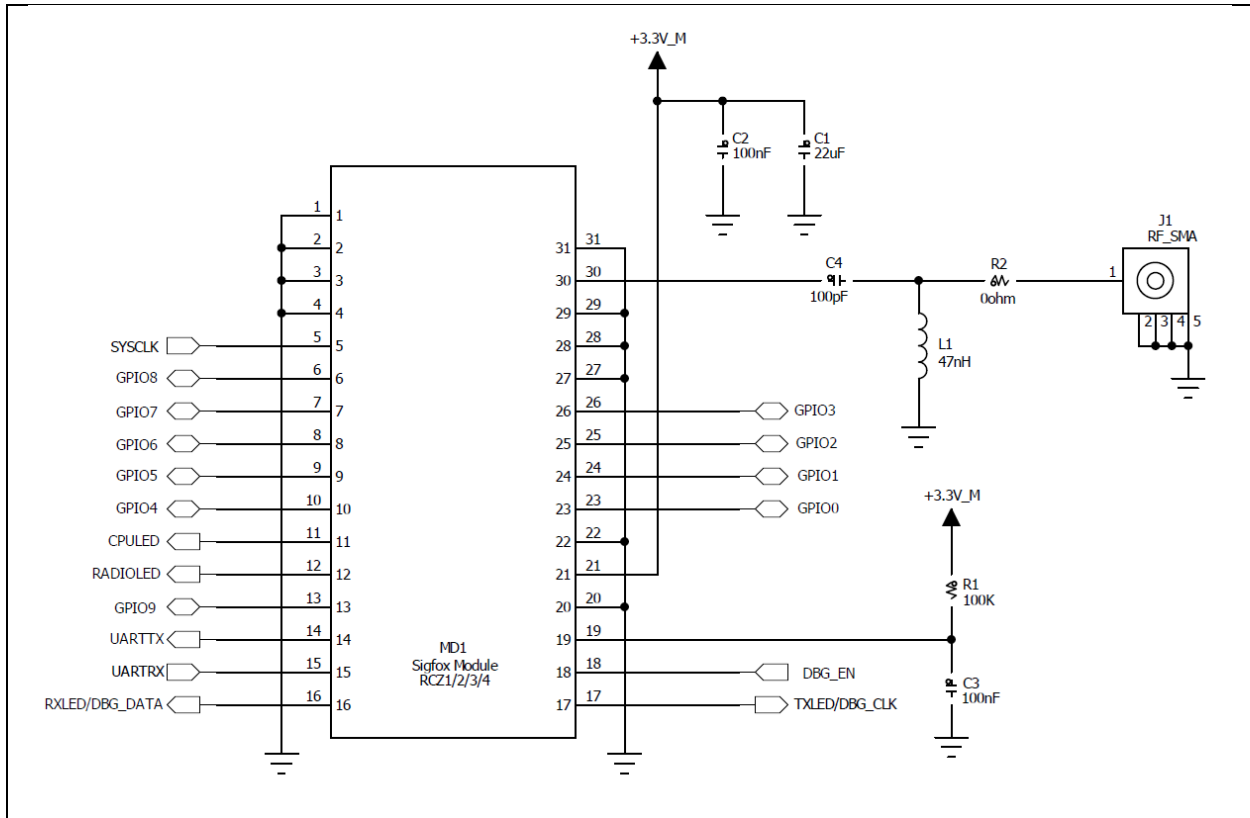 +3.3V_M
C2
100nF
C1
22uF
1 1
2 2
3 3
4 4
SYSCLK 5 5
GPIO8 6 6
GPIO7 7 7
GPIO6 8 8
GPIO5 9 9
GPIO4 10 10
CPULED 11 11
RADIOLED 12 12
GPIO9 13 13
UARTTX 14 14
UARTRX 15 15
RXLED/DBG_DATA 16 16
MD1
Sigfox Module
RCZ1/2/3/4
31 31
30 30
29 29
28 28
27 27
26 26 GPIO3
25 25 GPIO2
24 24 GPIO1
23 23 GPIO0
22 22
21 21
20 20
19 19
18 18 DBG_EN
17 17 TXLED/DBG_CLK
C4
100pF
L1
47nH
R2
0ohm
J1
RF_SMA
1
2 3 4 5
+3.3V_M
R1
100K
C3
100nF